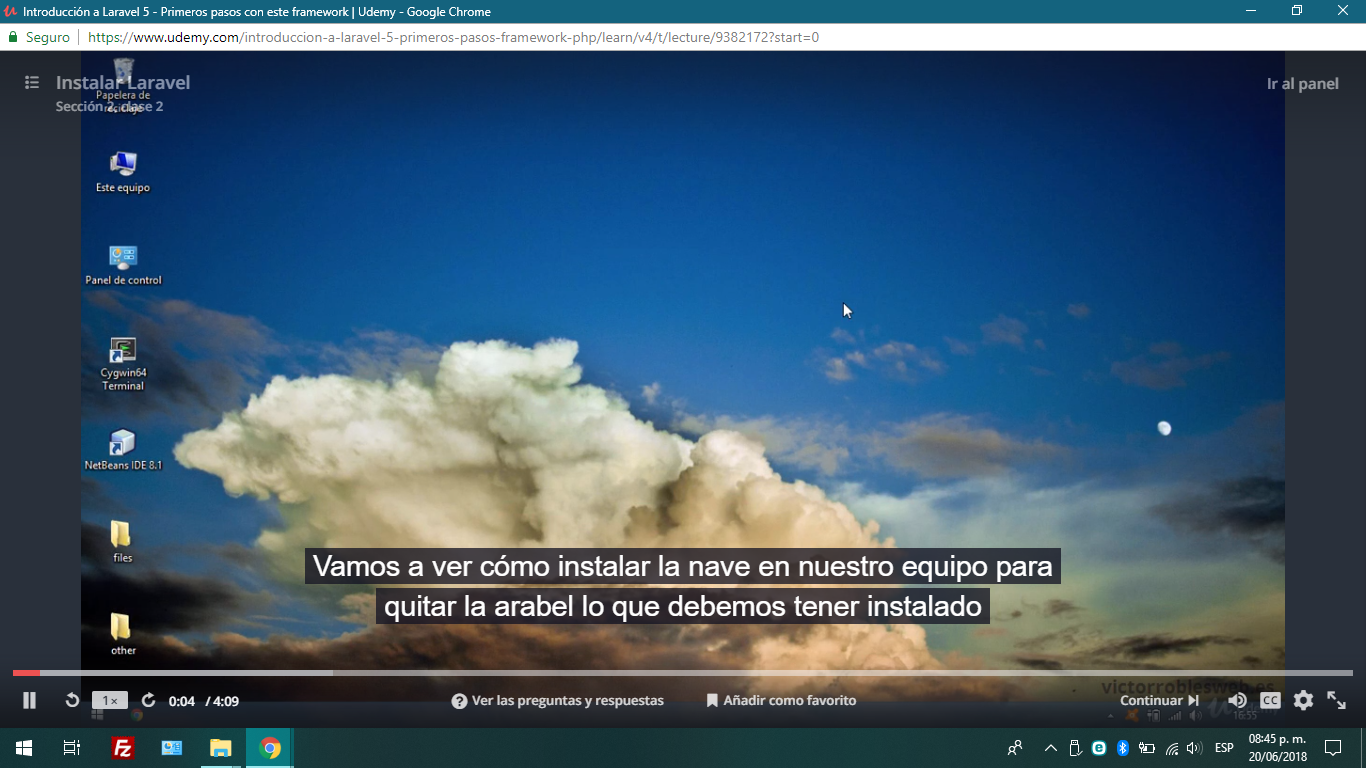 Introducción a Laravel 5 - Primeros pasos con este framework | Udemy - Google Chrome
Seguro https://www.udemy.com/introduccion-a-laravel-5-primeros-pasos-framework-php/learn/v4/t/lecture/9382172?start=0
Instalar Laravel
Sección 2, clase 2
Ir al panel
Papelera de
reciclaje
Este equipo
Panel de control
Cygwin64
Terminal
NetBeans IDE 8.1
files
other
Vamos a ver cómo instalar la nave en nuestro equipo para
quitar la arabel lo que debemos tener instalado
victorroblesweb.es
1×
0:04 / 4:09
Ver las preguntas y respuestas
Añadir como favorito
Continuar
CC
Udemy
16:55
ESP
08:45 p. m.
20/06/2018